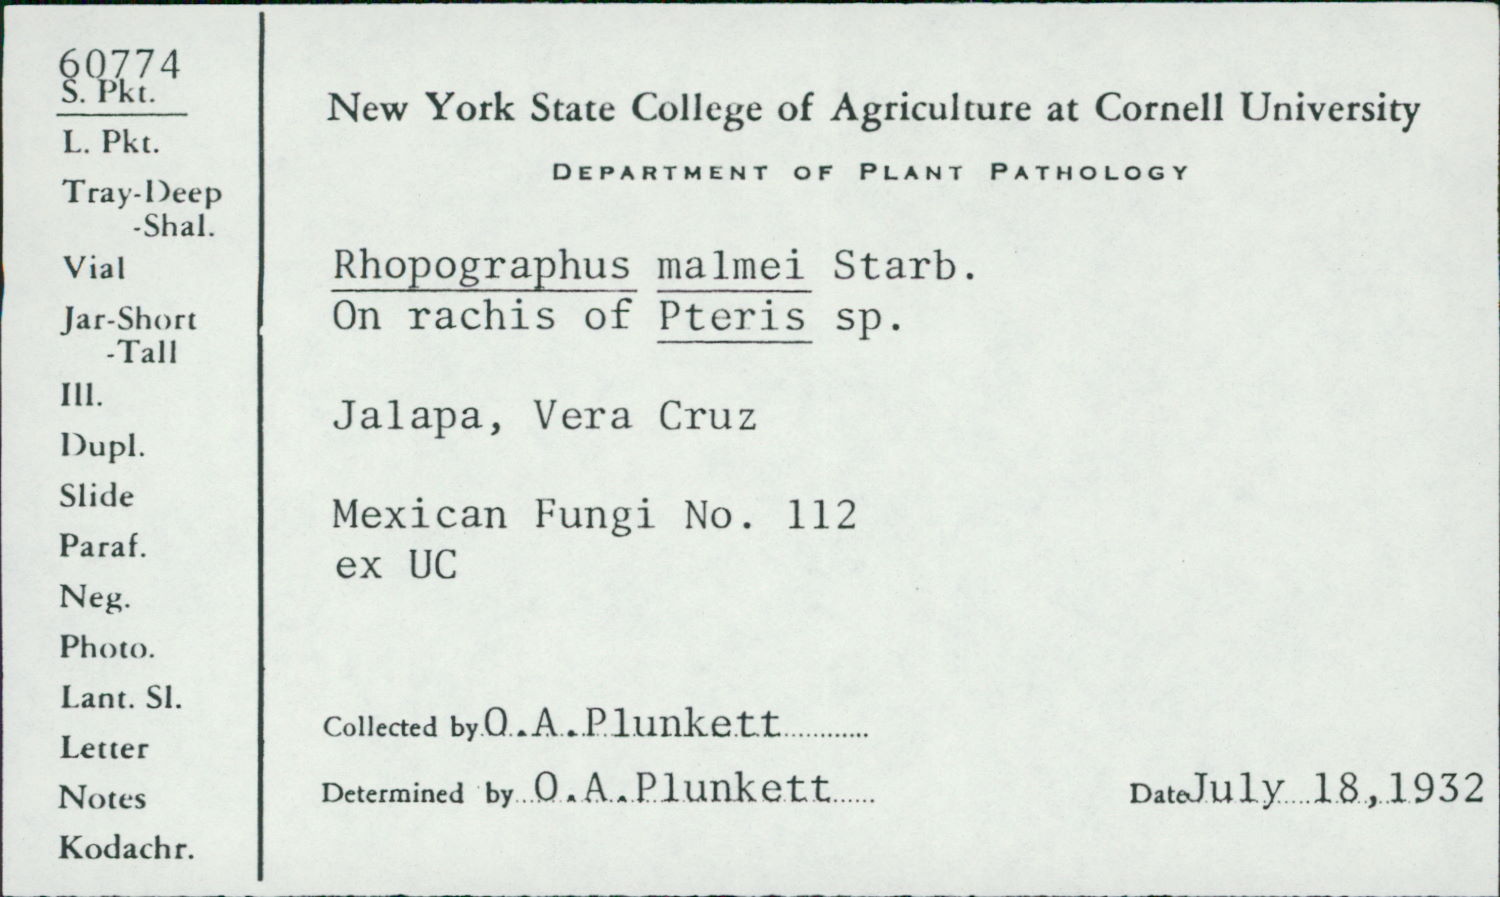 60774
S. Pkt.
L. Pkt.
Tray-Deep
-Shal.
Vial
Jar-Short
-Tall
Ill.
Dupl.
Slide
Paraf.
Neg.
Photo.
Lant. Sl.
Letter
Notes
Kodachr.
New York State College of Agriculture at Cornell University
DEPARTMENT OF PLANT PATHOLOGY
Rhopographus malmei Starb.
On rachis of Pteris sp.
Jalapa, Vera Cruz
Mexican Fungi No. 112
ex UC
Collected by O.A.Plunkett
Determined by O.A.Plunkett
Date July 18,1932